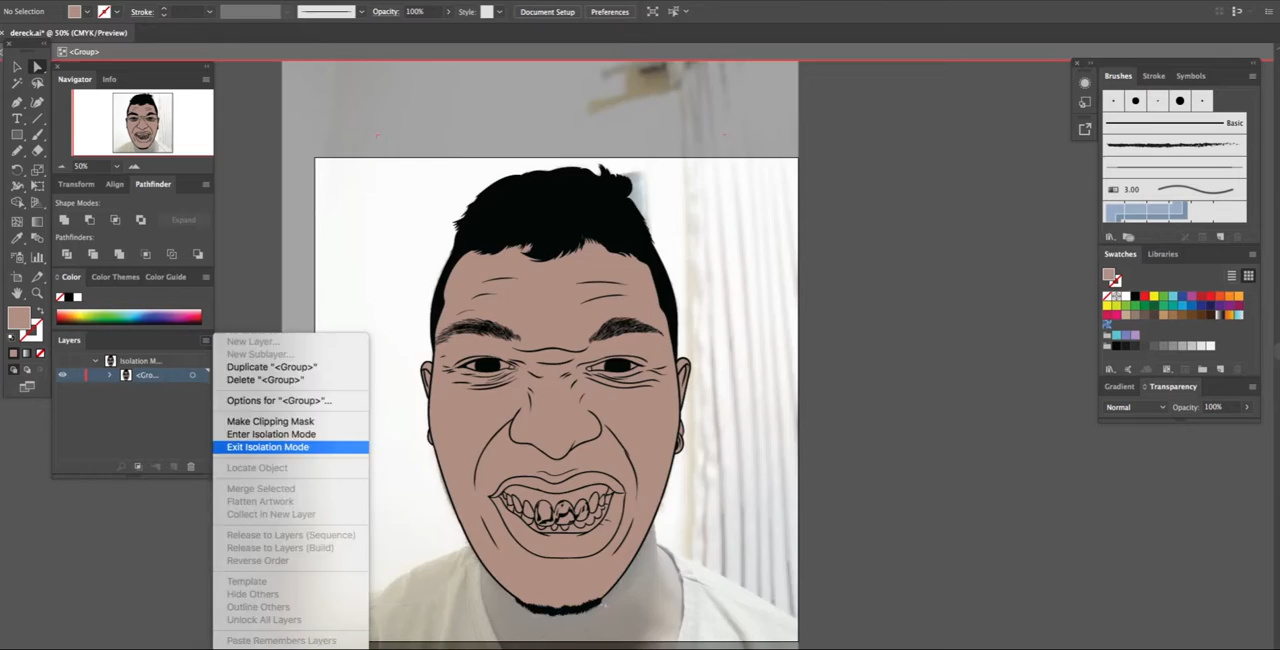 No Selection
Stroke:
Basic
Opacity: 100%
Style:
Document Setup
Preferences
dereck.ai* @ 50% (CMYK/Preview)
<Group>
Navigator
Info
50%
Transform
Align
Pathfinder
Shape Modes:
Expand
Pathfinders:
Color
Color Themes
Color Guide
Layers
Isolation M...
<Gro...
New Layer...
New Sublayer...
Duplicate "<Group>"
Delete "<Group>"
Options for "<Group>"...
Make Clipping Mask
Enter Isolation Mode
Exit Isolation Mode
Locate Object
Merge Selected
Flatten Artwork
Collect in New Layer
Release to Layers (Sequence)
Release to Layers (Build)
Reverse Order
Template
Hide Others
Outline Others
Unlock All Layers
Paste Remembers Layers
Brushes
Stroke
Symbols
Basic
3.00
Swatches
Libraries
Gradient
Transparency
Normal
Opacity: 100%